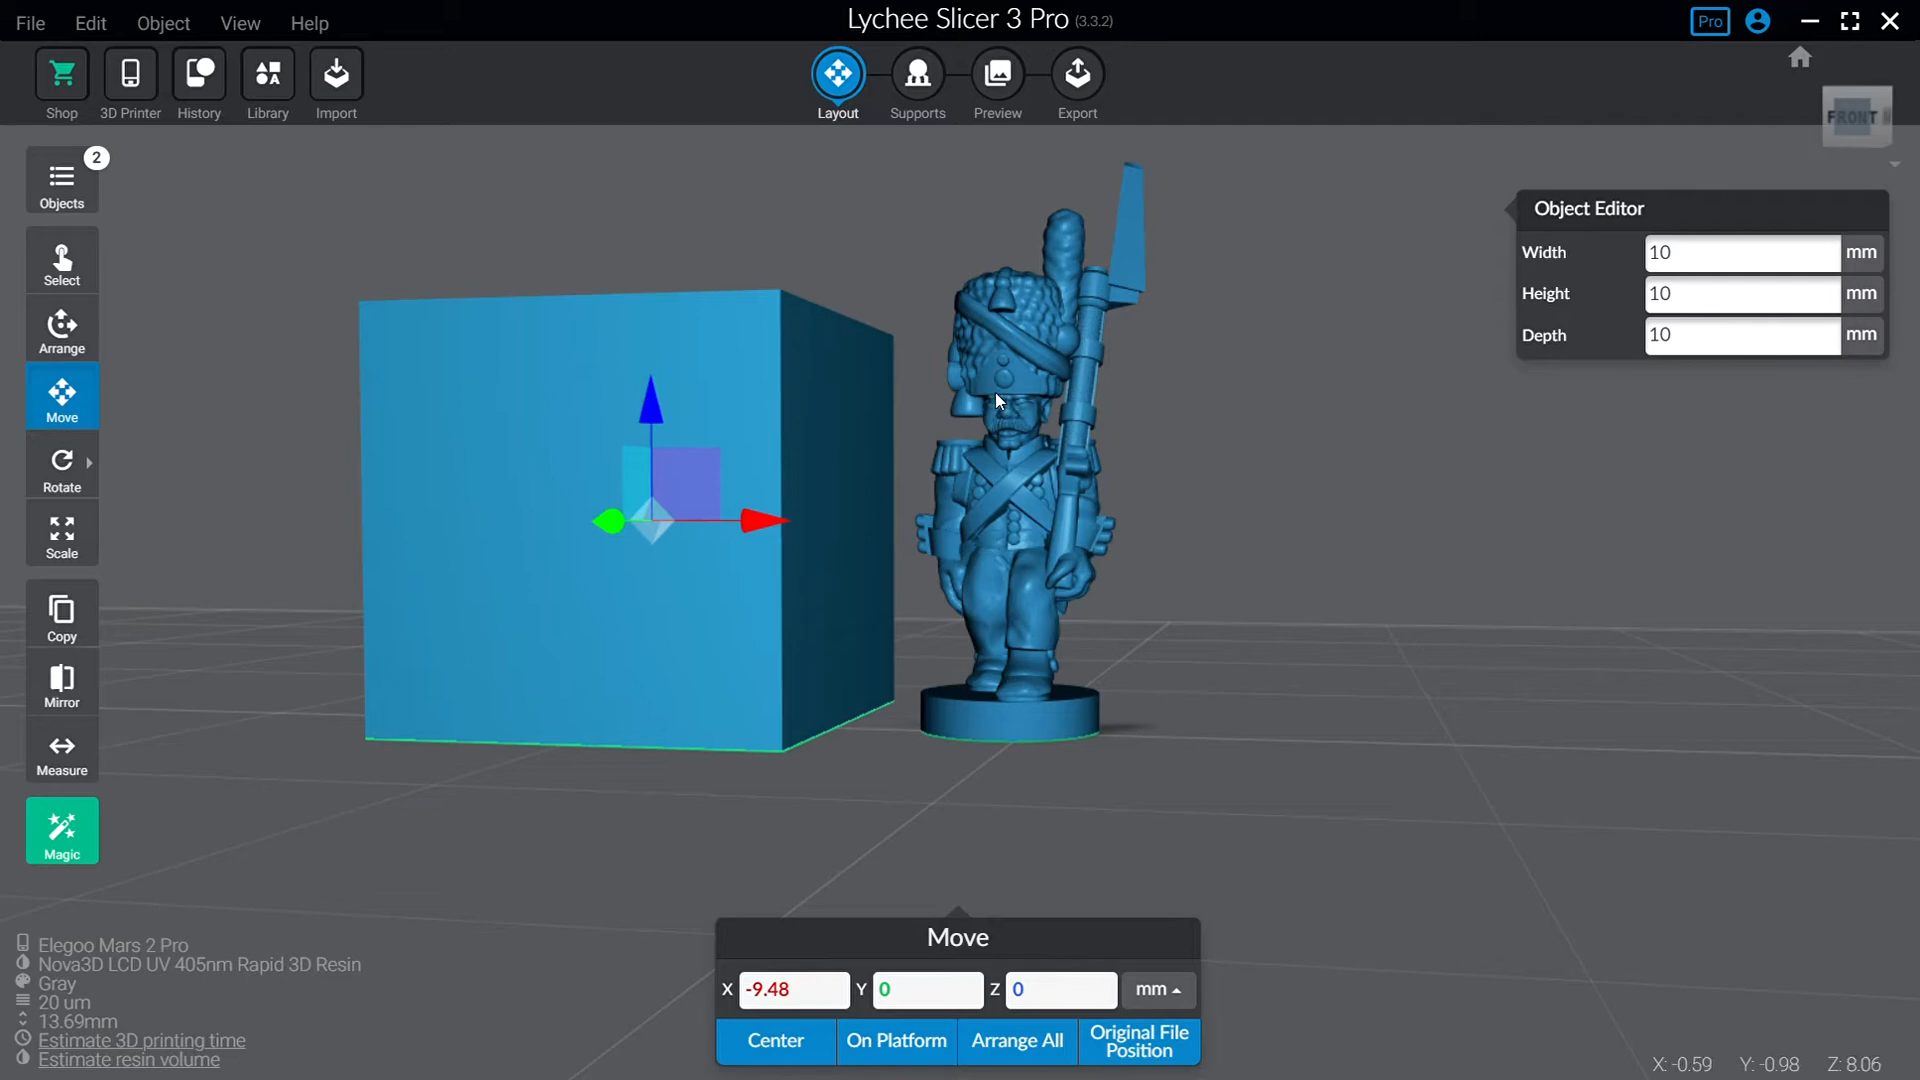 File Edit Object View Help
Lychee Slicer 3 Pro (3.3.2)
Pro
Shop 3D Printer History Library Import
Layout Supports Preview Export
FRONT
2
Objects
Select
Arrange
Move
Rotate
Scale
Copy
Mirror
Measure
Magic
Object Editor
Width 10 mm
Height 10 mm
Depth 10 mm
Elegoo Mars 2 Pro
Nova3D LCD UV 405nm Rapid 3D Resin
Gray
20 um
13.69mm
Estimate 3D printing time
Estimate resin volume
Move
X -9.48 Y 0 Z 0 mm
Center On Platform Arrange All Original File Position
X: -0.59 Y: -0.98 Z: 8.06